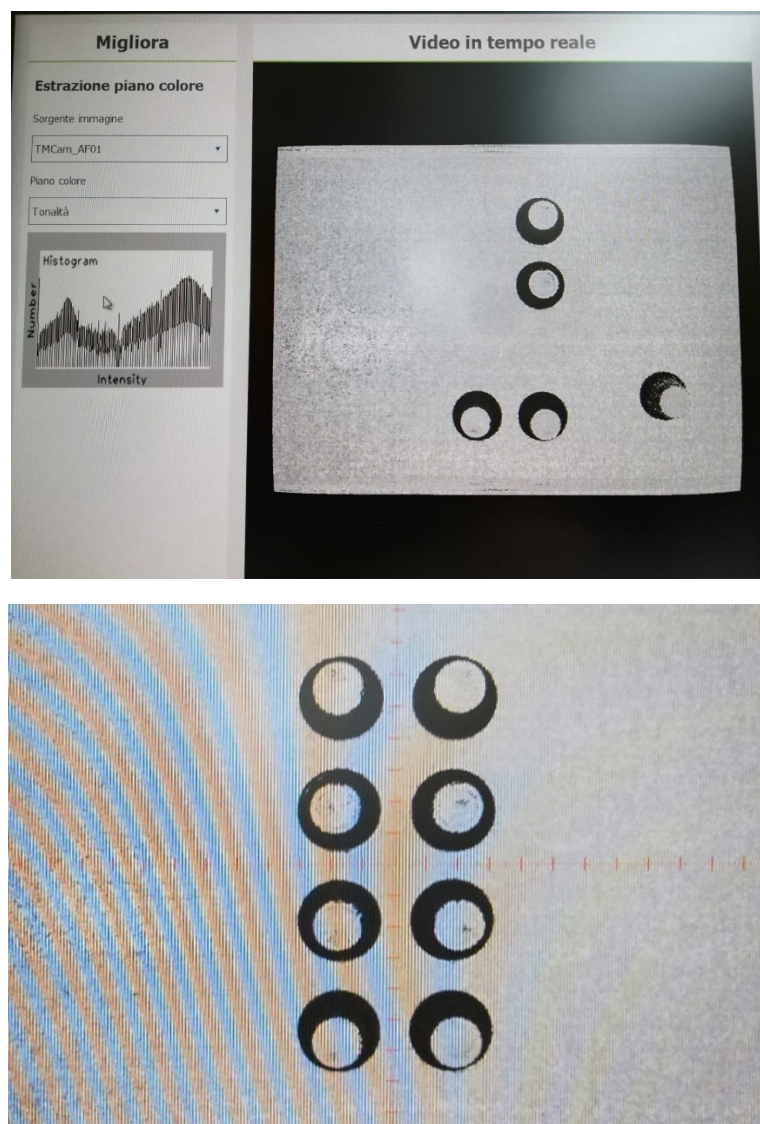 Migliora
Video in tempo reale
Estrazione piano colore
Sorgente immagine
TMCam_AF01
Piano colore
Tonalità
Histogram
Number
Intensity